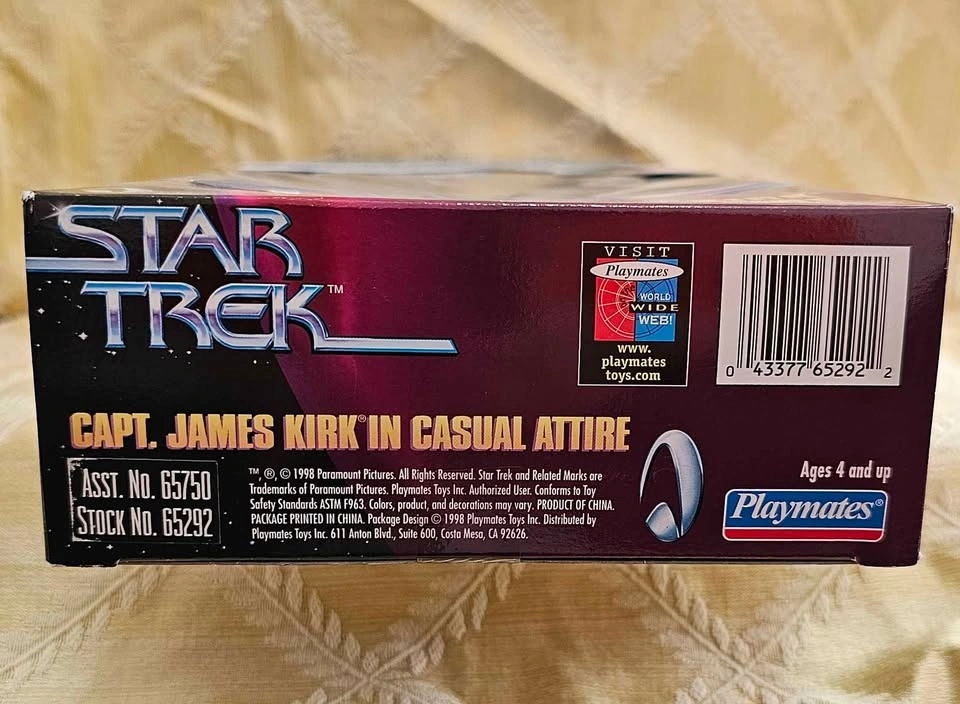 STAR
TREK™
VISIT
Playmates
WORLD
WIDE
WEB!
www.
playmates
toys.com
0 43377 65292 2
CAPT. JAMES KIRK® IN CASUAL ATTIRE
ASST. NO. 65750
STOCK NO. 65292
TM, ®, © 1998 Paramount Pictures. All Rights Reserved. Star Trek and Related Marks are
Trademarks of Paramount Pictures. Playmates Toys Inc. Authorized User. Conforms to Toy
Safety Standards ASTM F963. Colors, product, and decorations may vary. PRODUCT OF CHINA.
PACKAGE PRINTED IN CHINA. Package Design © 1998 Playmates Toys Inc. Distributed by
Playmates Toys Inc. 611 Anton Blvd., Suite 600, Costa Mesa, CA 92626.
Ages 4 and up
Playmates®